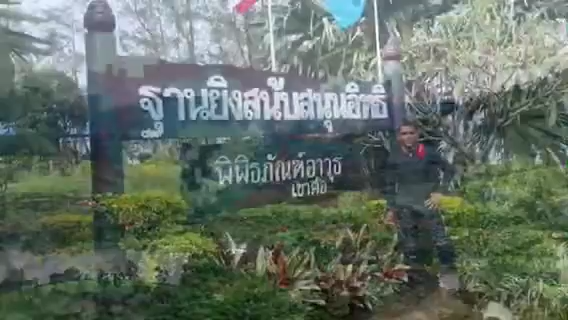 ฐานยิงสนับสนุนอิทธิ
พิพิธภัณฑ์อาวุธ
เขาค้อ